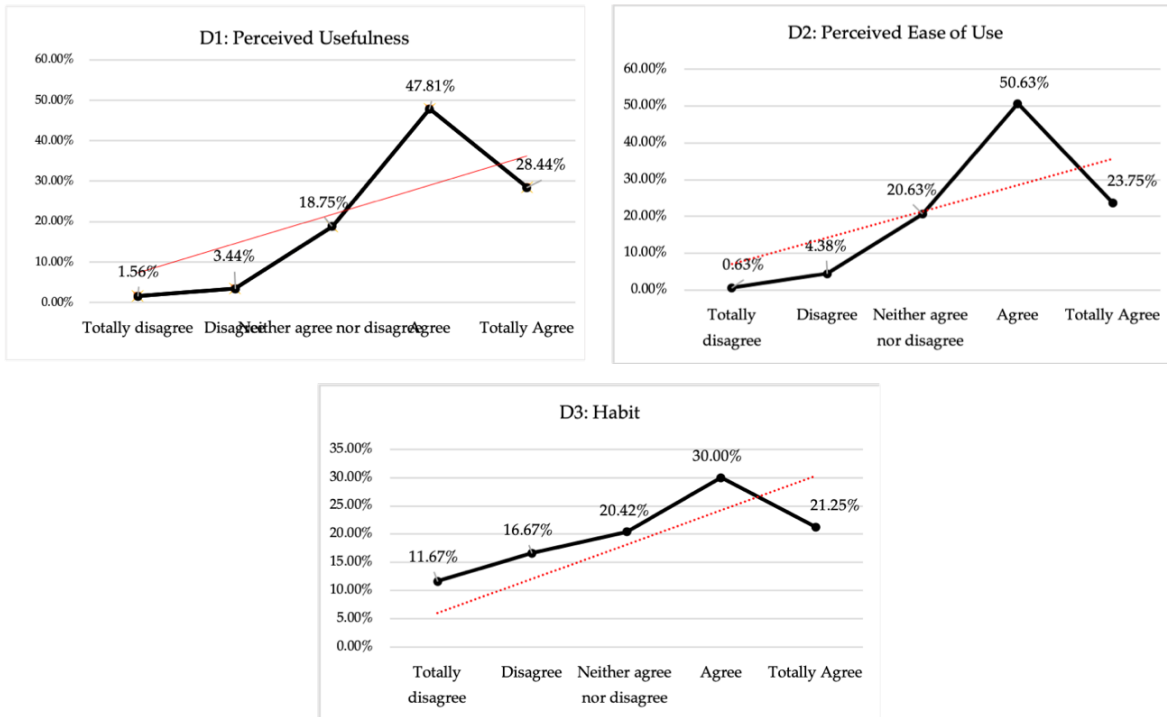 D1: Perceived Usefulness
60.00%
50.00%
40.00%
30.00%
20.00%
10.00%
0.00%
1.56%
3.44%
18.75%
47.81%
28.44%
Totally disagree
Disagree
Neither agree nor disagree
Agree
Totally Agree
D2: Perceived Ease of Use
60.00%
50.00%
40.00%
30.00%
20.00%
10.00%
0.00%
0.63%
4.38%
20.63%
50.63%
23.75%
Totally
disagree
Disagree
Neither agree
nor disagree
Agree
Totally Agree
D3: Habit
35.00%
30.00%
25.00%
20.00%
15.00%
10.00%
5.00%
0.00%
11.67%
16.67%
20.42%
30.00%
21.25%
Totally
disagree
Disagree
Neither agree
nor disagree
Agree
Totally Agree